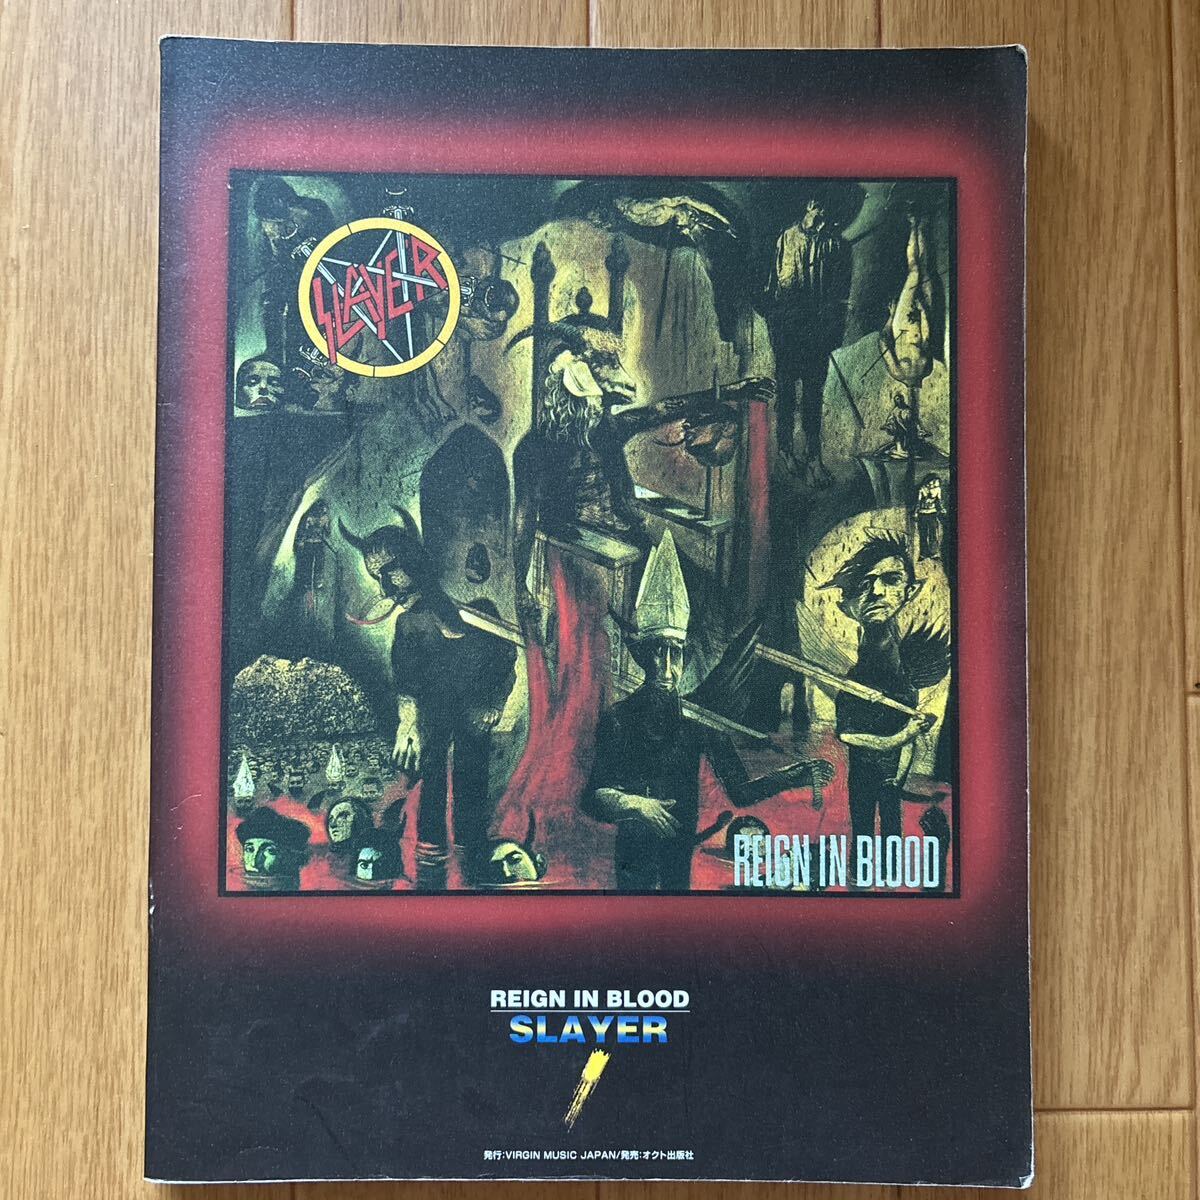 SLAYER
REIGN IN BLOOD
REIGN IN BLOOD
SLAYER
発行:VIRGIN MUSIC JAPAN/発売:オクト出版社